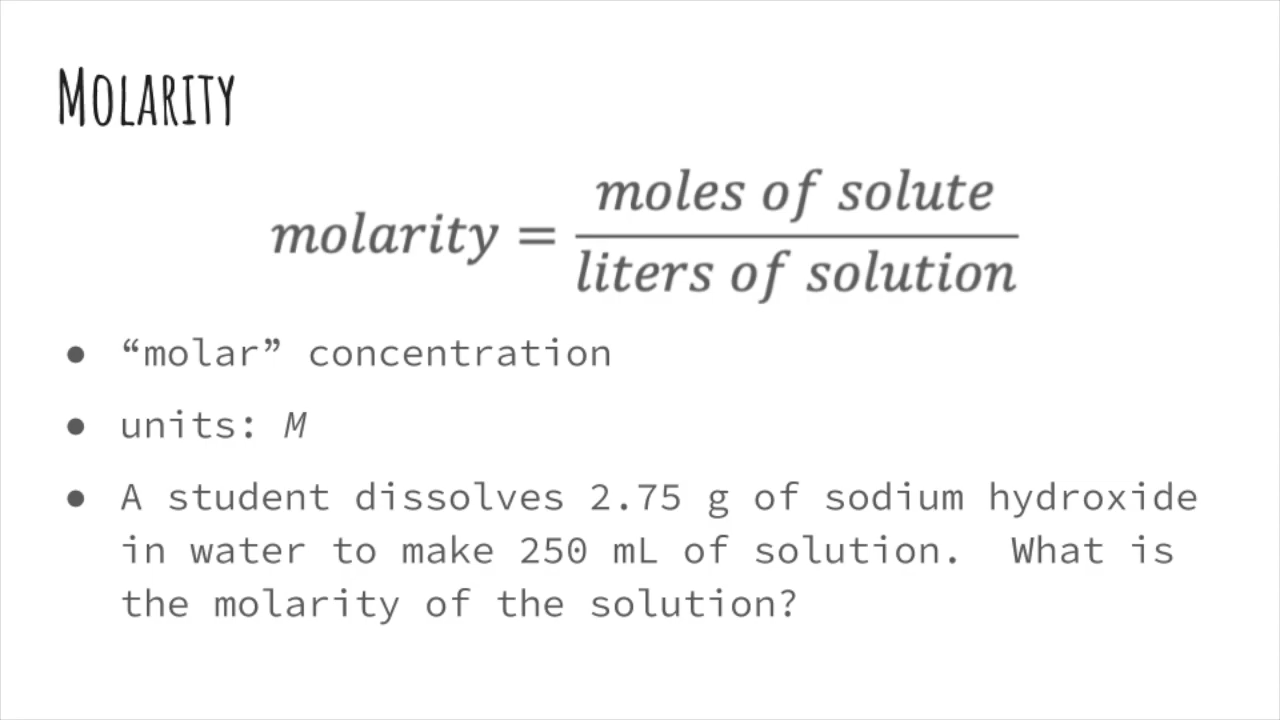 MOLARITY
molarity = moles of solute / liters of solution
● “molar” concentration
● units: M
● A student dissolves 2.75 g of sodium hydroxide
in water to make 250 mL of solution.  What is
the molarity of the solution?